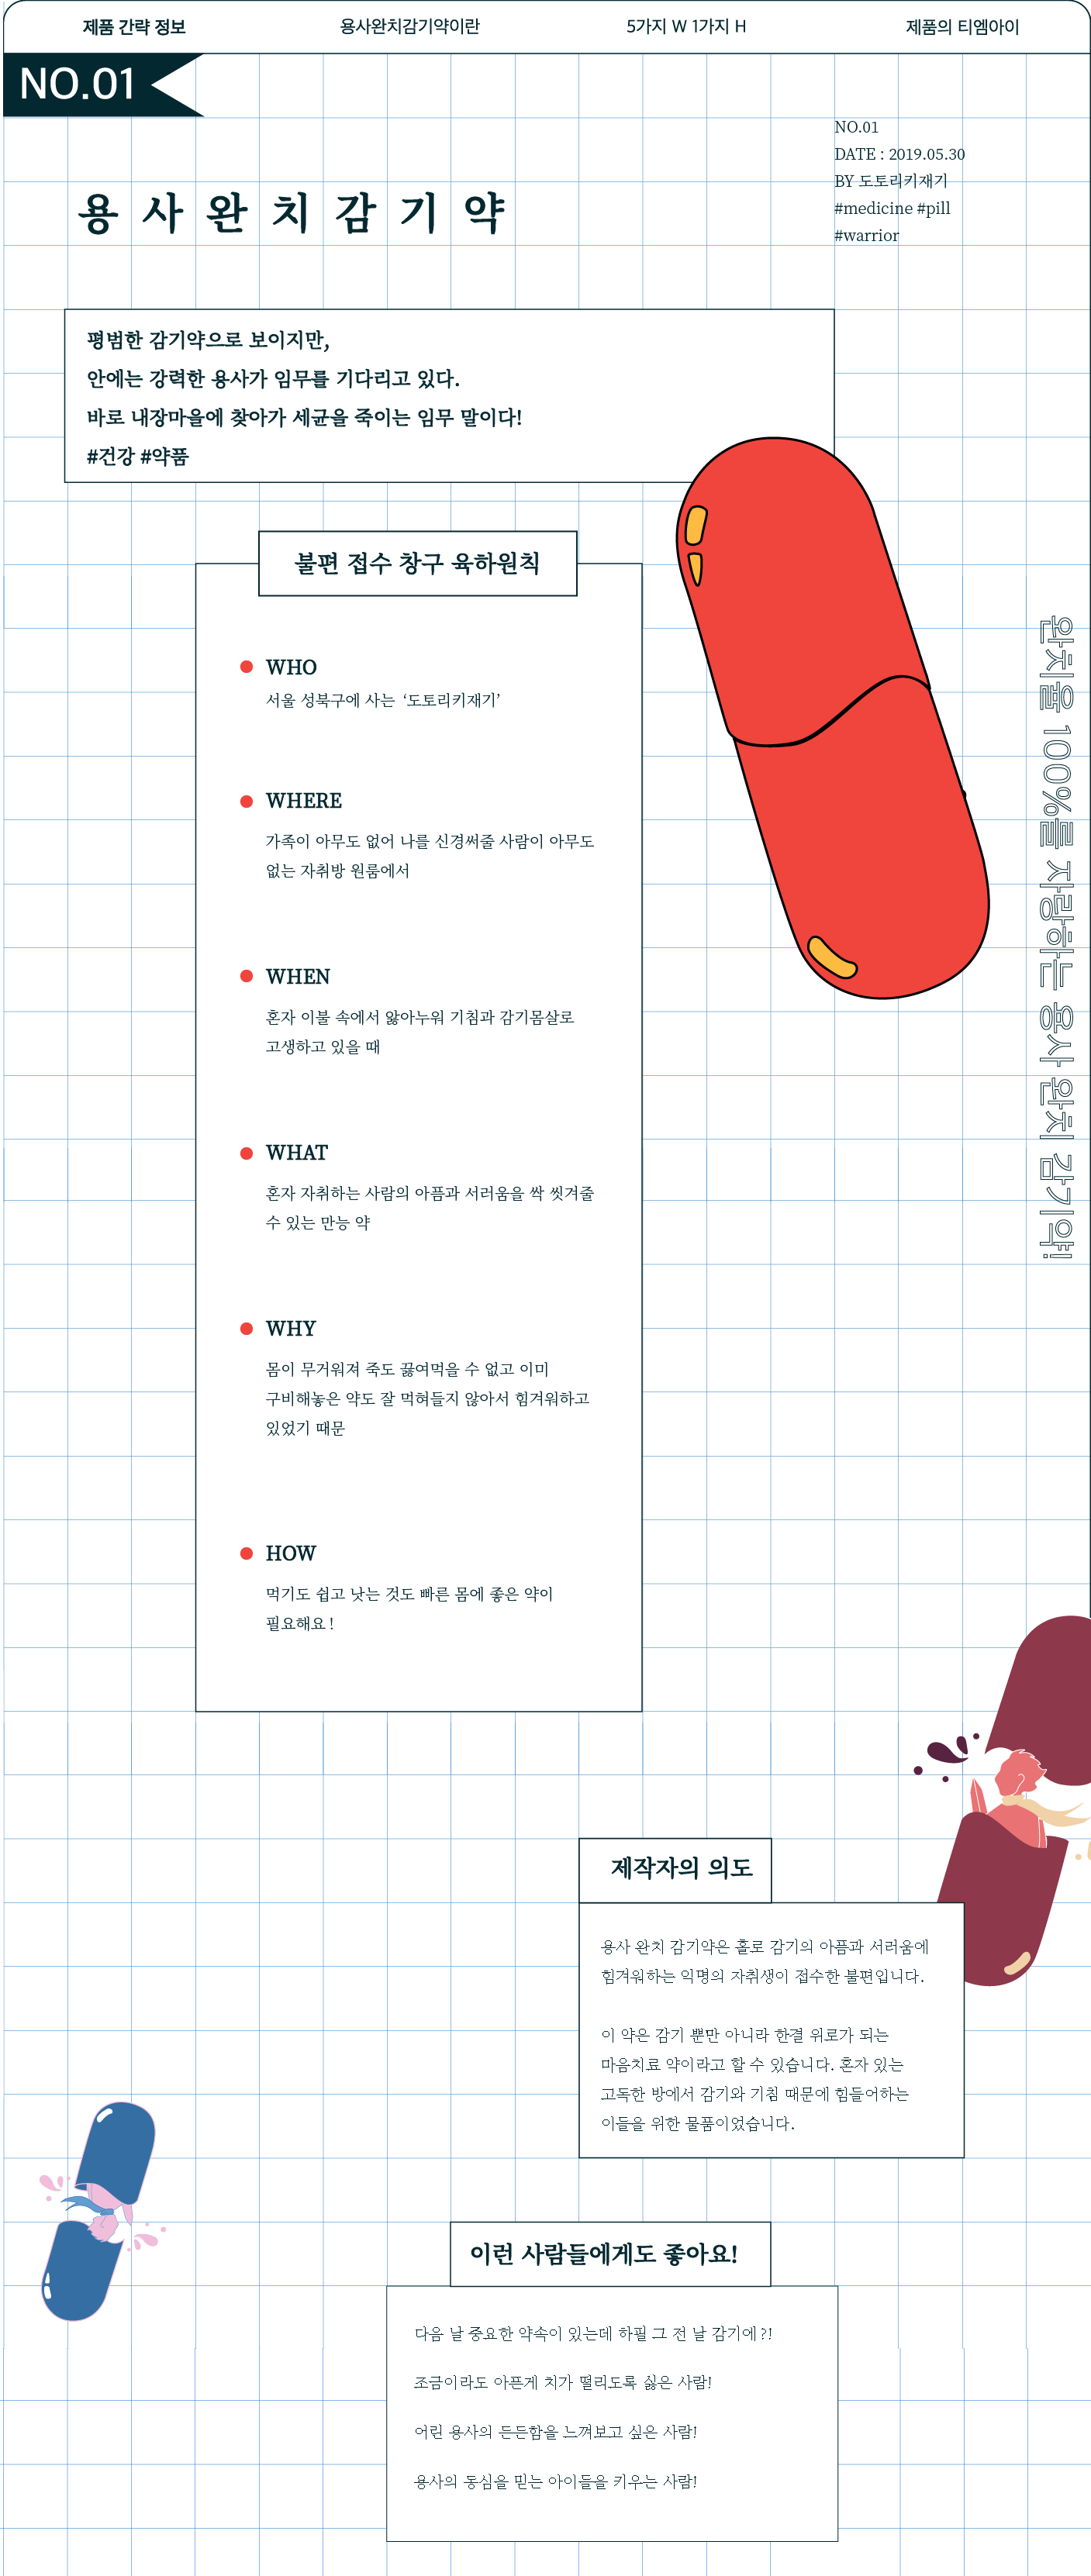 제품 간략 정보
용사완치감기약이란
5가지 W 1가지 H
제품의 티엠아이
NO.01
NO.01
DATE : 2019.05.30
BY 도토리키재기
#medicine #pill
#warrior
용사완치감기약
평범한 감기약으로 보이지만,
안에는 강력한 용사가 임무를 기다리고 있다.
바로 내장마을에 찾아가 세균을 죽이는 임무 말이다!
#건강 #약품
불편 접수 창구 육하원칙
WHO
서울 성북구에 사는 ‘도토리키재기’
WHERE
가족이 아무도 없어 나를 신경써줄 사람이 아무도
없는 자취방 원룸에서
WHEN
혼자 이불 속에서 앓아누워 기침과 감기몸살로
고생하고 있을 때
WHAT
혼자 자취하는 사람의 아픔과 서러움을 싹 씻겨줄
수 있는 만능 약
WHY
몸이 무거워져 죽도 끓여먹을 수 없고 이미
구비해놓은 약도 잘 먹혀들지 않아서 힘겨워하고
있었기 때문
HOW
먹기도 쉽고 낫는 것도 빠른 몸에 좋은 약이
필요해요!
완치율 100%를 자랑하는 용사 완치 감기약!
제작자의 의도
용사 완치 감기약은 홀로 감기의 아픔과 서러움에
힘겨워하는 익명의 자취생이 접수한 불편입니다.
이 약은 감기 뿐만 아니라 한결 위로가 되는
마음치료 약이라고 할 수 있습니다. 혼자 있는
고독한 방에서 감기와 기침 때문에 힘들어하는
이들을 위한 물품이었습니다.
이런 사람들에게도 좋아요!
다음 날 중요한 약속이 있는데 하필 그 전 날 감기에?!
조금이라도 아픈게 치가 떨리도록 싫은 사람!
어린 용사의 든든함을 느껴보고 싶은 사람!
용사의 동심을 믿는 아이들을 키우는 사람!